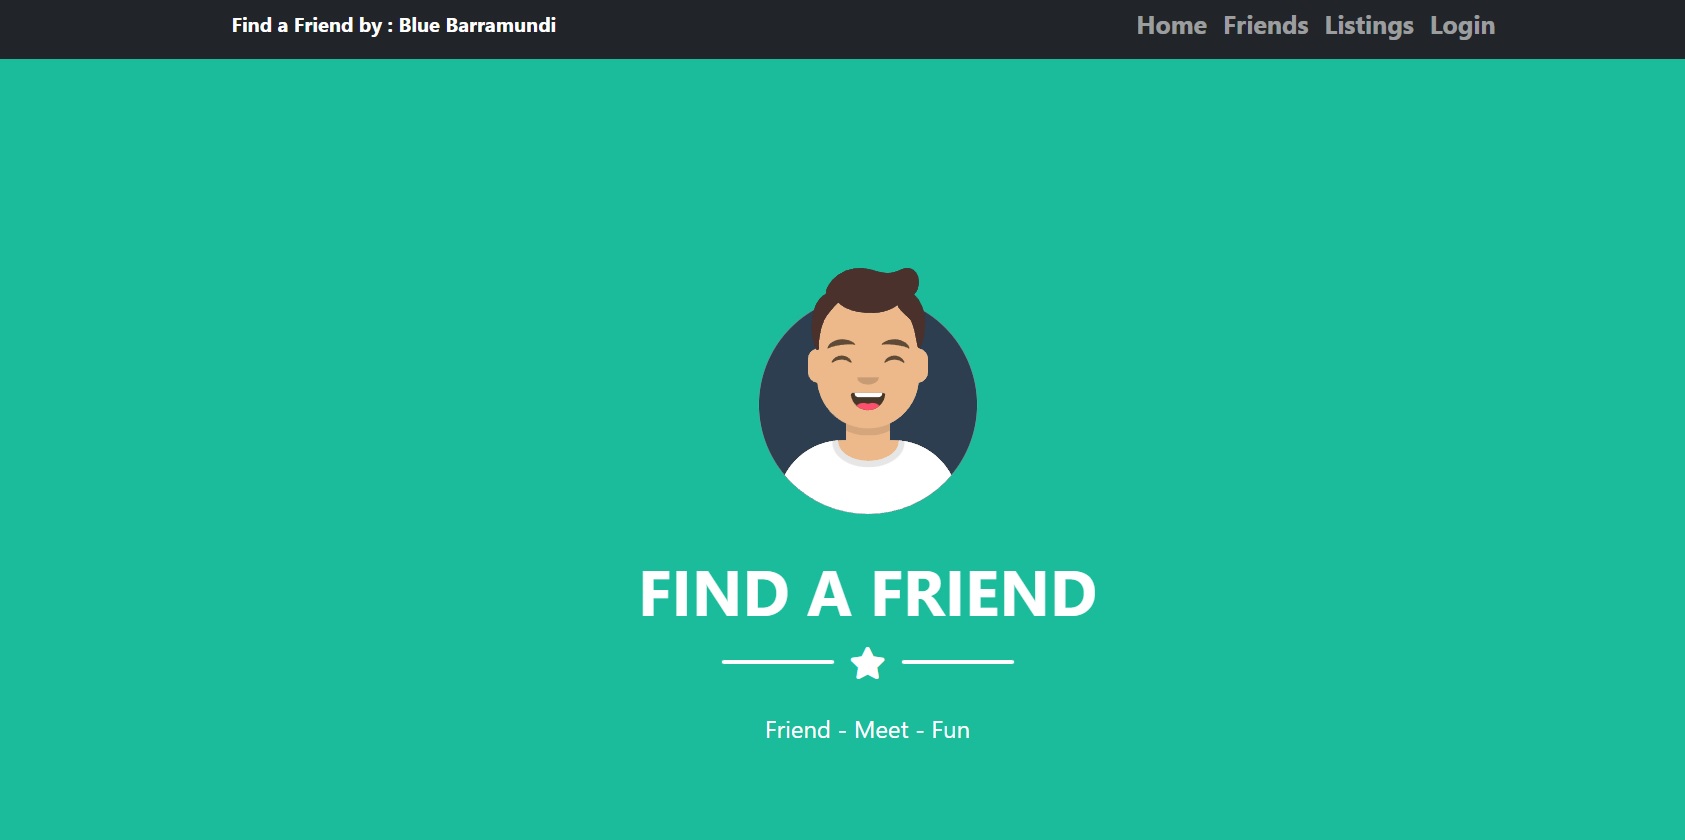 Find a Friend by : Blue Barramundi
Home Friends Listings Login
FIND A FRIEND
Friend - Meet - Fun